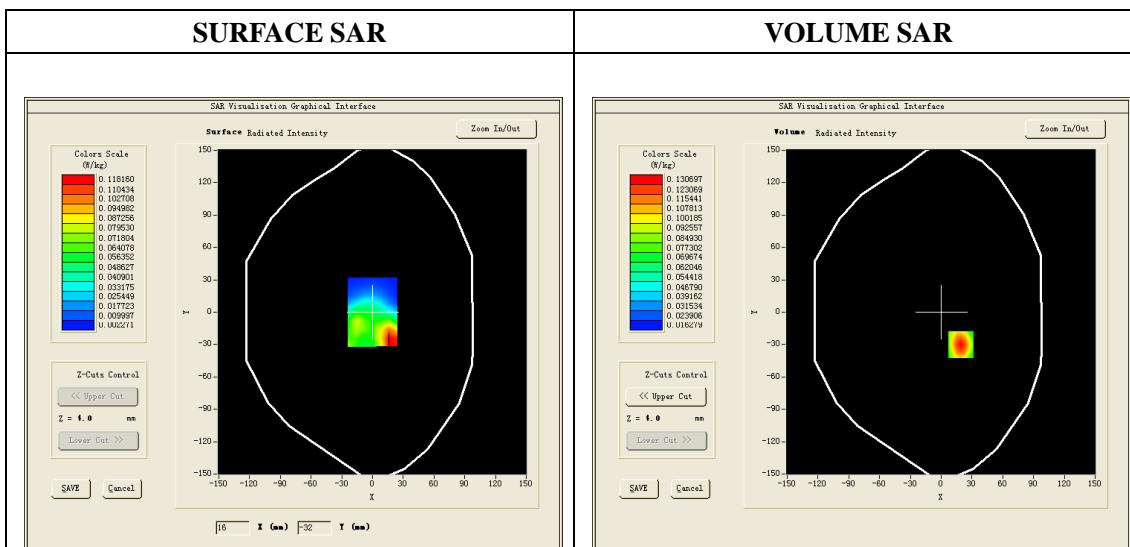 SURFACE SAR
VOLUME SAR
SAR Visualisation Graphical Interface
Surface Radiated Intensity
Zoom In/Out
Colors Scale
(W/kg)
0.118160
0.110434
0.102708
0.094982
0.087256
0.079530
0.071804
0.064078
0.056352
0.048627
0.040901
0.033175
0.025449
0.017723
0.009997
0.002271
150
120
90
60
30
0
-30
-60
-90
-120
-150
Y
-150 -120 -90 -60 -30 0 30 60 90 120 150
X
Z-Cuts Control
<< Upper Cut
Z = 4.0 mm
Lower Cut >>
SAVE Cancel
16 X (mm) -32 Y (mm)
SAR Visualisation Graphical Interface
Volume Radiated Intensity
Zoom In/Out
Colors Scale
(W/kg)
0.130697
0.123069
0.115441
0.107813
0.100185
0.092557
0.084930
0.077302
0.069674
0.062046
0.054418
0.046790
0.039162
0.031534
0.023906
0.016279
150
120
90
60
30
0
-30
-60
-90
-120
-150
Y
-150 -120 -90 -60 -30 0 30 60 90 120 150
X
Z-Cuts Control
<< Upper Cut
Z = 4.0 mm
Lower Cut >>
SAVE Cancel